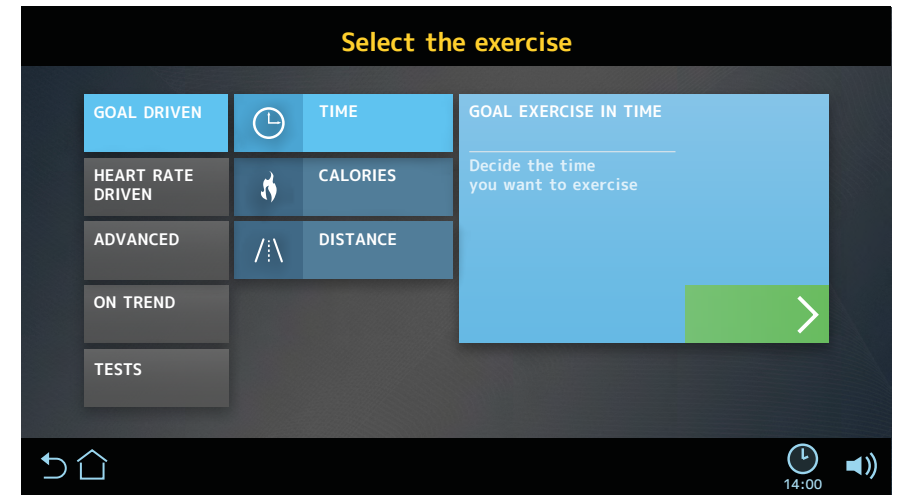 Select the exercise
GOAL DRIVEN
HEART RATE
DRIVEN
ADVANCED
ON TREND
TESTS
TIME
CALORIES
DISTANCE
GOAL EXERCISE IN TIME
Decide the time
you want to exercise
14:00